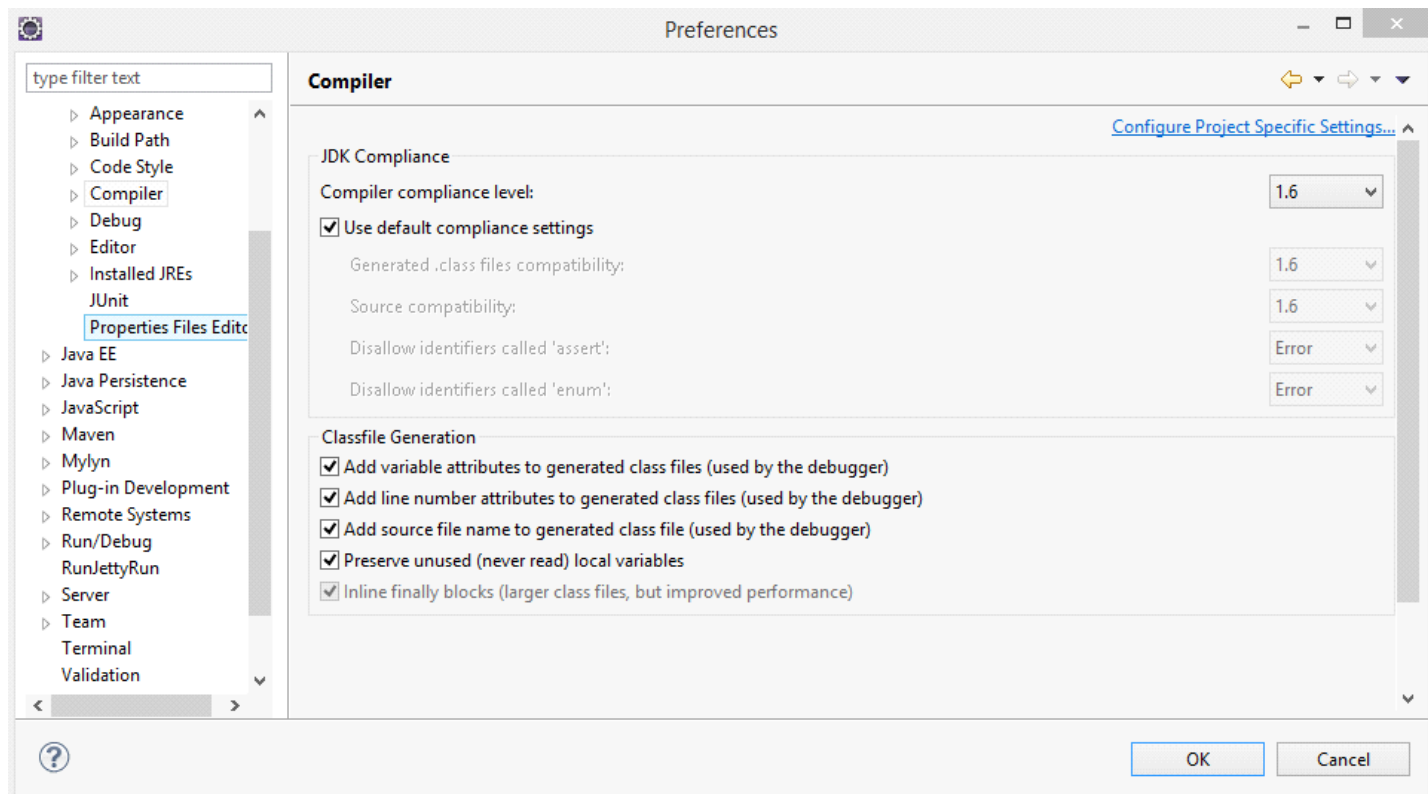 Preferences
type filter text
Appearance
Build Path
Code Style
Compiler
Debug
Editor
Installed JREs
JUnit
Properties Files Edito
Java EE
Java Persistence
JavaScript
Maven
Mylyn
Plug-in Development
Remote Systems
Run/Debug
RunJettyRun
Server
Team
Terminal
Validation
Compiler
Configure Project Specific Settings...
JDK Compliance
Compiler compliance level: 1.6
Use default compliance settings
Generated .class files compatibility: 1.6
Source compatibility: 1.6
Disallow identifiers called 'assert': Error
Disallow identifiers called 'enum': Error
Classfile Generation
Add variable attributes to generated class files (used by the debugger)
Add line number attributes to generated class files (used by the debugger)
Add source file name to generated class file (used by the debugger)
Preserve unused (never read) local variables
Inline finally blocks (larger class files, but improved performance)
OK Cancel